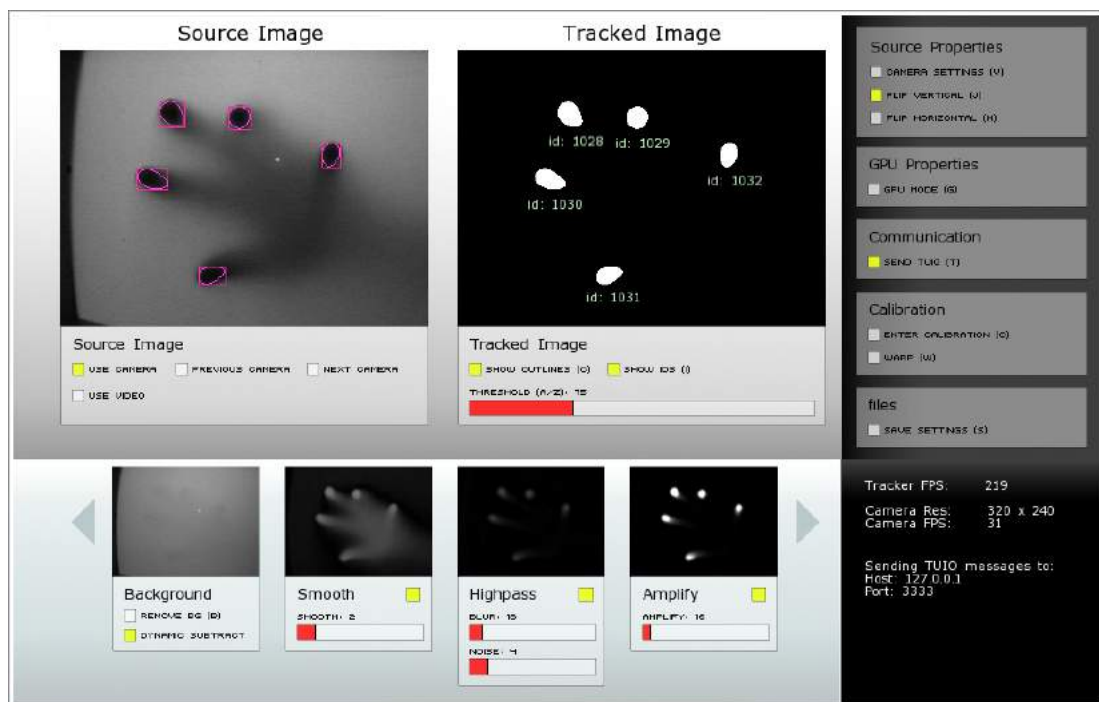 Source Image
Tracked Image
id: 1028
id: 1029
id: 1032
id: 1030
id: 1031
Source Image
USE CAMERA
PREVIOUS CAMERA
NEXT CAMERA
USE VIDEO
Tracked Image
SHOW OUTLINES (O)
SHOW IDS (I)
THRESHOLD (A/Z): 75
Source Properties
CAMERA SETTINGS (V)
FLIP VERTICAL (J)
FLIP HORIZONTAL (H)
GPU Properties
GPU MODE (G)
Communication
SEND TUIO (T)
Calibration
ENTER CALIBRATION (C)
WARP (W)
files
SAVE SETTINGS (S)
Background
REMOVE BG (B)
DYNAMIC SUBTRACT
Smooth
SMOOTH: 2
Highpass
BLUR:
NOISE: 4
Amplify
AMPLIFY: 16
Tracker FPS: 219
Camera Res: 320 x 240
Camera FPS: 31
Sending TUIO messages to:
Host: 127.0.0.1
Port: 3333